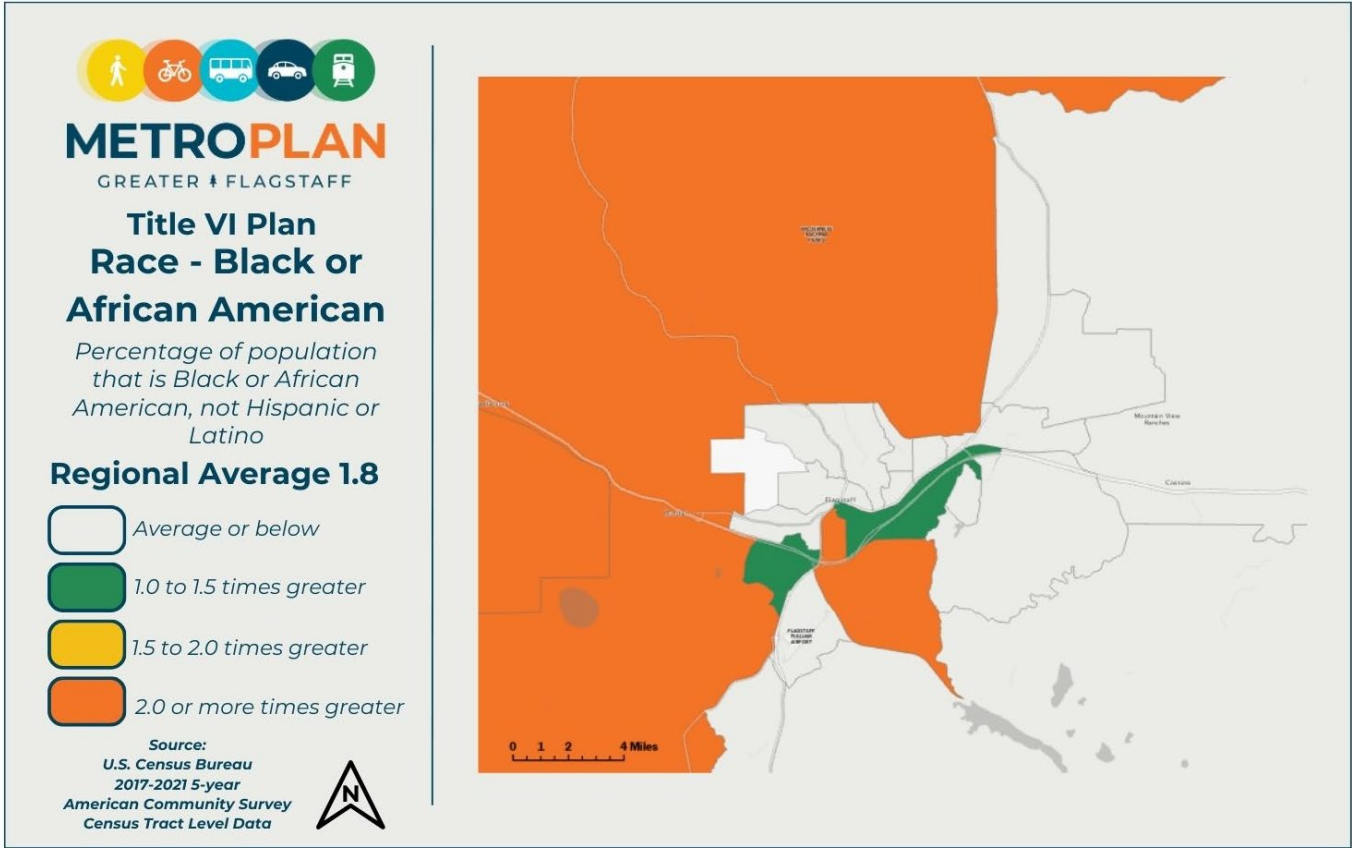 METROPLAN
GREATER FLAGSTAFF
Title VI Plan
Race - Black or
African American
Percentage of population
that is Black or African
American, not Hispanic or
Latino
Regional Average 1.8
Average or below
1.0 to 1.5 times greater
1.5 to 2.0 times greater
2.0 or more times greater
Source:
U.S. Census Bureau
2017-2021 5-year
American Community Survey
Census Tract Level Data
N
Mountain View
Ranches
Flagstaff
FLAGSTAFF
PULLIAM
AIRPORT
0 1 2 4 Miles